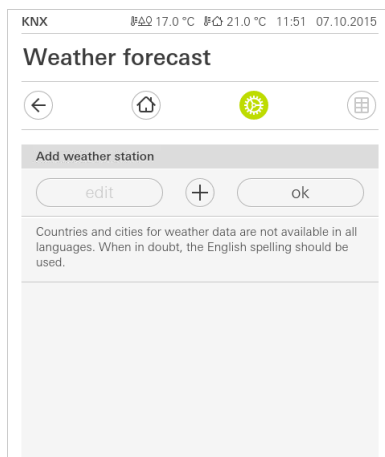 KNX 17.0 °C 21.0 °C 11:51 07.10.2015
Weather forecast
Add weather station
edit + ok
Countries and cities for weather data are not available in all
languages. When in doubt, the English spelling should be
used.